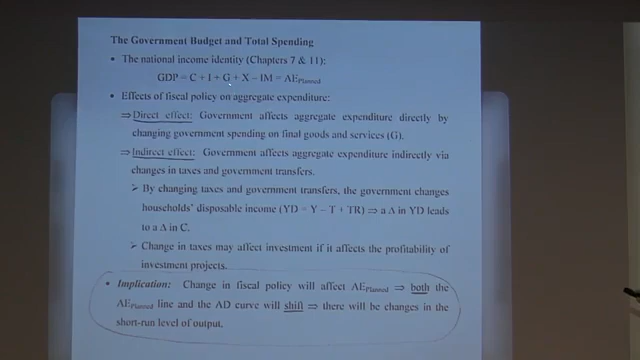 The Government Budget and Total Spending
• The national income identity (Chapters 7 & 11):
GDP = C + I + G + X – IM = AEPlanned
• Effects of fiscal policy on aggregate expenditure:
⇒ Direct effect: Government affects aggregate expenditure directly by
changing government spending on final goods and services (G).
⇒ Indirect effect: Government affects aggregate expenditure indirectly via
changes in taxes and government transfers.
➢ By changing taxes and government transfers, the government changes
households' disposable income (YD = Y – T + TR) ⇒ a Δ in YD leads
to a Δ in C.
➢ Change in taxes may affect investment if it affects the profitability of
investment projects.
• Implication: Change in fiscal policy will affect AEPlanned ⇒ both the
AEPlanned line and the AD curve will shift ⇒ there will be changes in the
short-run level of output.